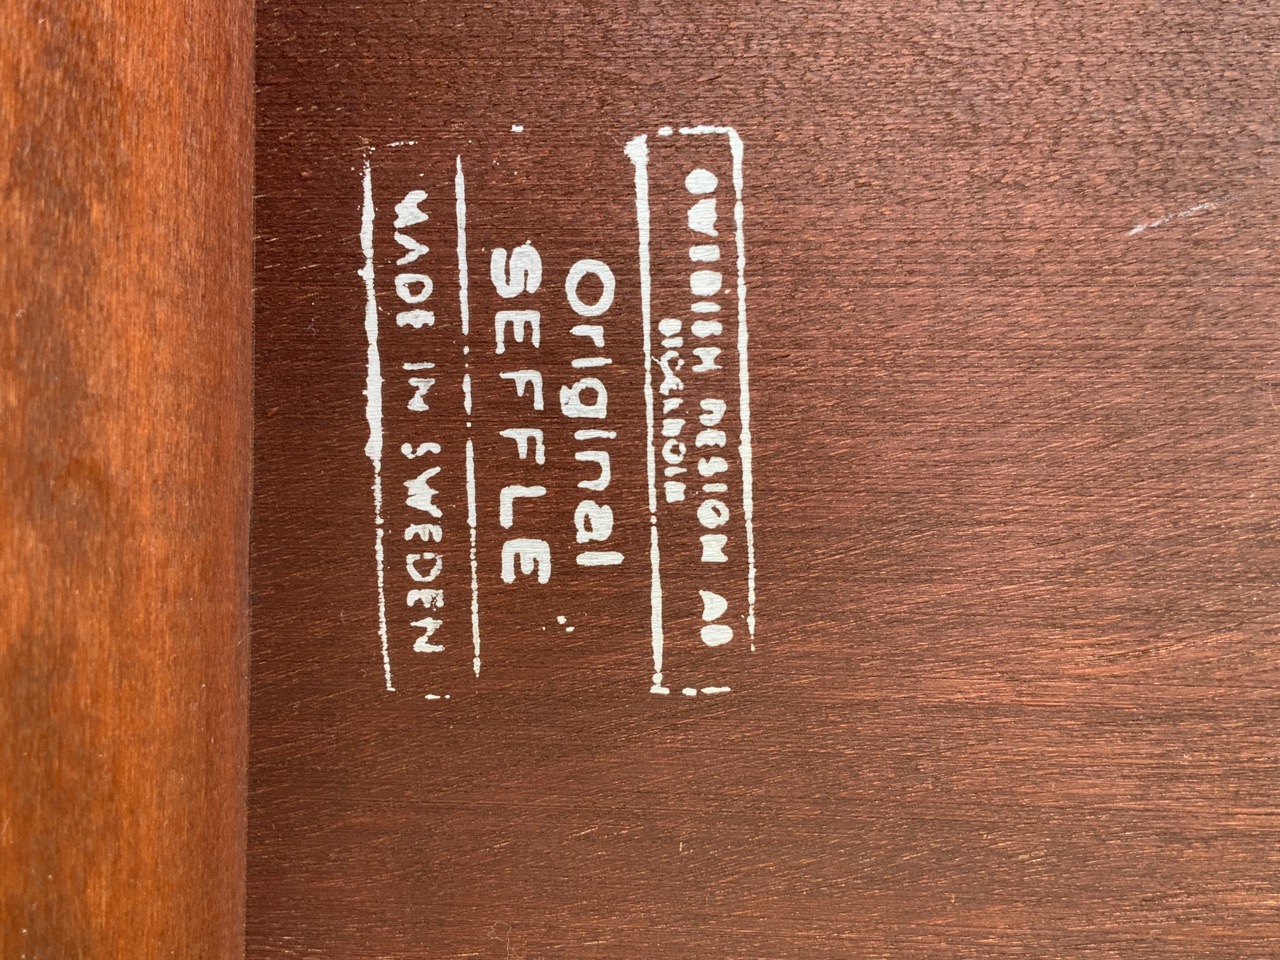 SWEDISH DESIGN AB
Original
SEFFLE
MADE IN SWEDEN